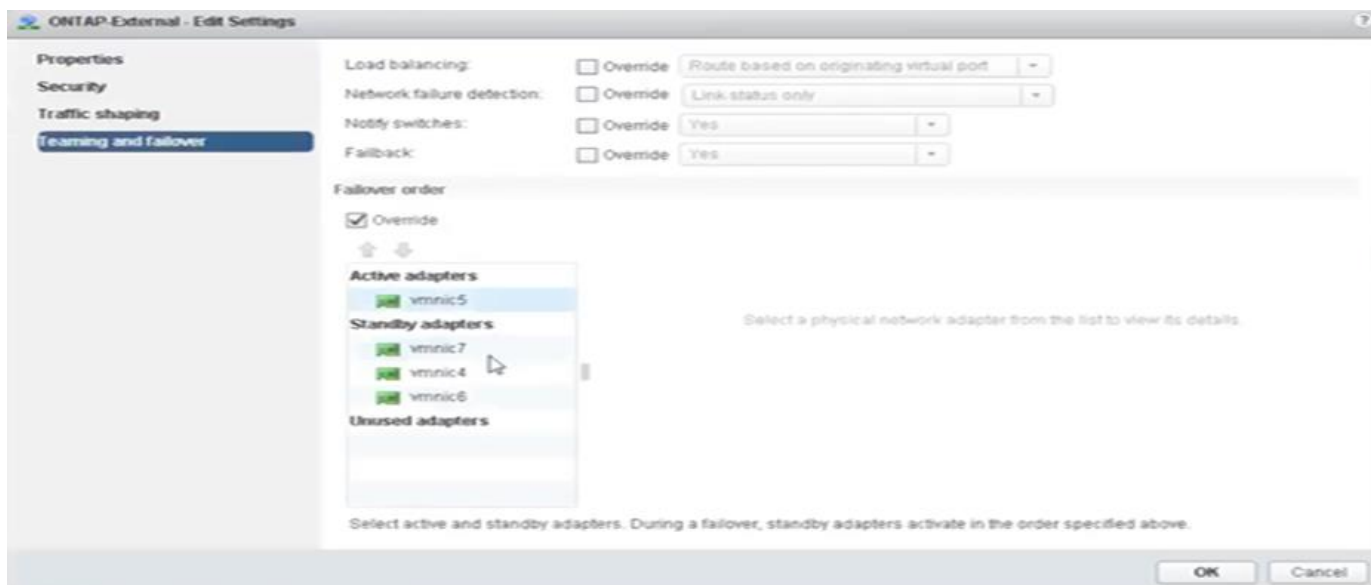 ONTAP-External - Edit Settings
?
Properties
Security
Traffic shaping
Teaming and failover
Load balancing:
Override
Route based on originating virtual port
Network failure detection:
Override
Link status only
Notify switches:
Override
Yes
Failback:
Override
Yes
Failover order
Override
Active adapters
vmnic5
Standby adapters
vmnic7
vmnic4
vmnic6
Unused adapters
Select a physical network adapter from the list to view its details.
Select active and standby adapters. During a failover, standby adapters activate in the order specified above.
OK
Cancel